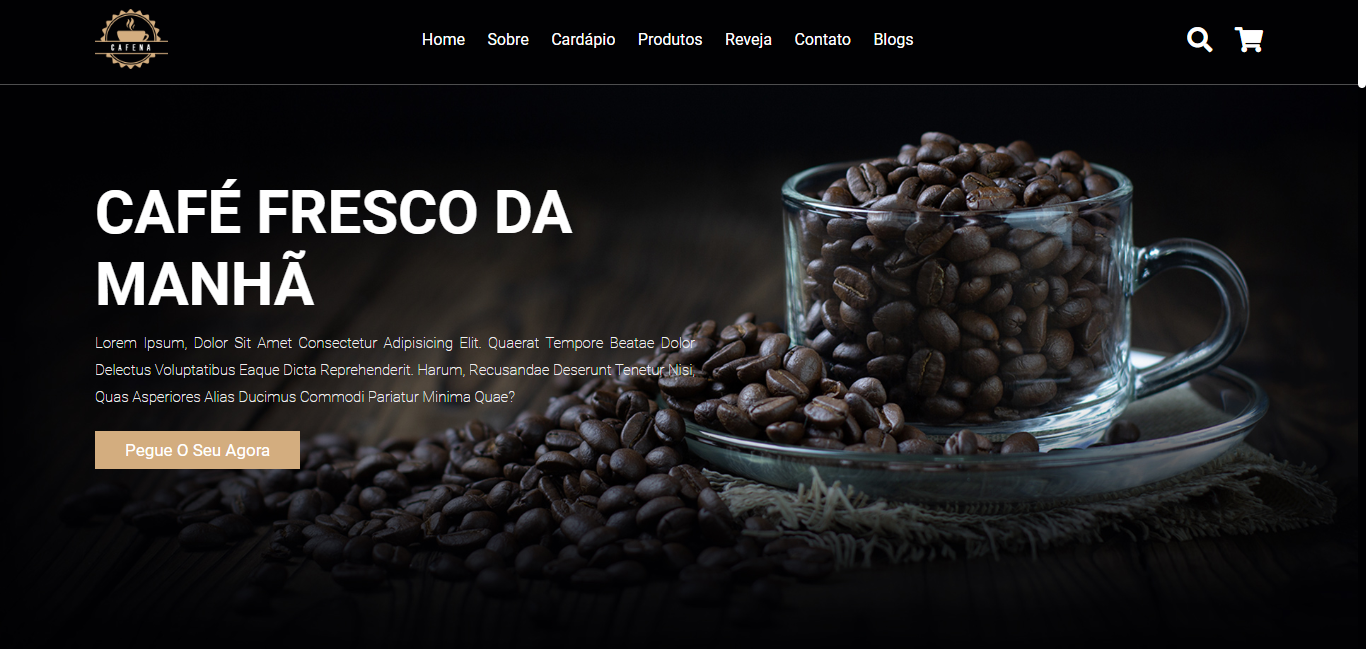 CAFENA
Home Sobre Cardápio Produtos Reveja Contato Blogs
CAFÉ FRESCO DA
MANHÃ
Lorem Ipsum, Dolor Sit Amet Consectetur Adipisicing Elit. Quaerat Tempore Beatae Dolor
Delectus Voluptatibus Eaque Dicta Reprehenderit. Harum, Recusandae Deserunt Tenetur Nisi,
Quas Asperiores Alias Ducimus Commodi Pariatur Minima Quae?
Pegue O Seu Agora